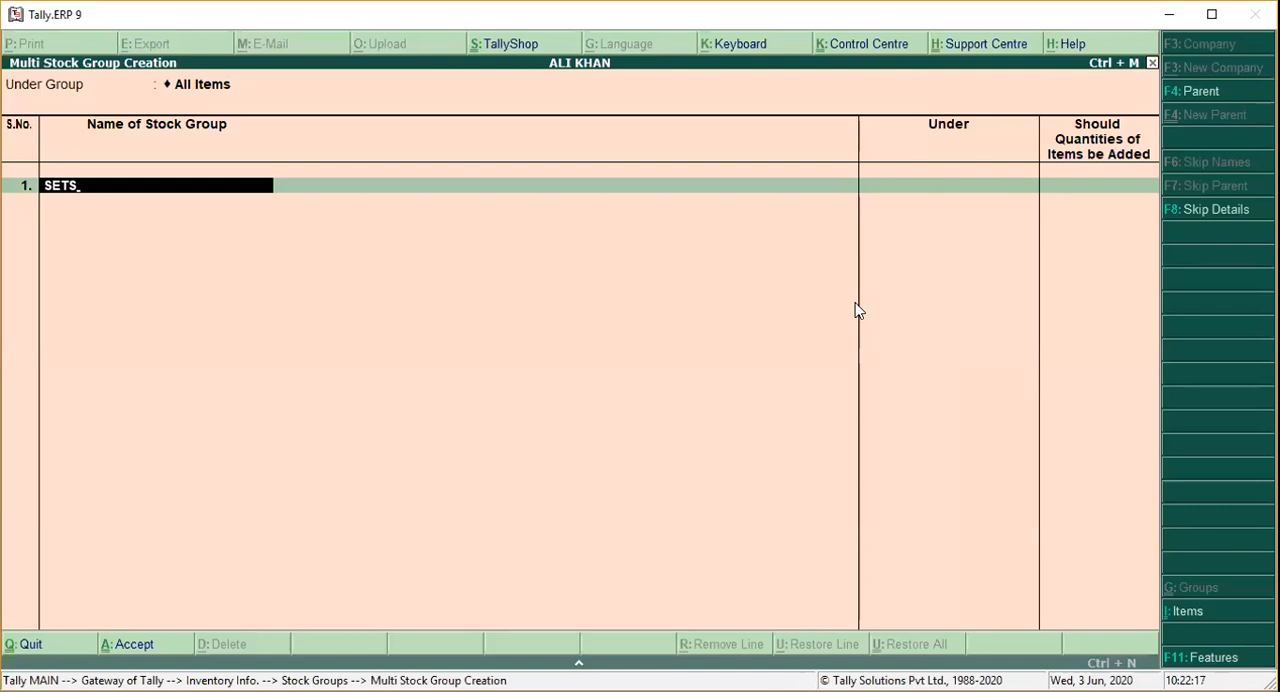 Tally.ERP 9
P: Print E: Export M: E-Mail O: Upload S: TallyShop G: Language K: Keyboard K: Control Centre H: Support Centre H: Help
F3: Company
Multi Stock Group Creation ALI KHAN Ctrl + M
F3: New Company
Under Group : ♦ All Items
F4: Parent
F4: New Parent
S.No. Name of Stock Group Under Should Quantities of Items be Added
F6: Skip Names
F7: Skip Parent
1. SETS_
F8: Skip Details
G: Groups
I: Items
Q: Quit A: Accept D: Delete R: Remove Line U: Restore Line U: Restore All
F11: Features
Ctrl + N
Tally MAIN --> Gateway of Tally --> Inventory Info. --> Stock Groups --> Multi Stock Group Creation © Tally Solutions Pvt Ltd., 1988-2020 Wed, 3 Jun, 2020 10:22:17